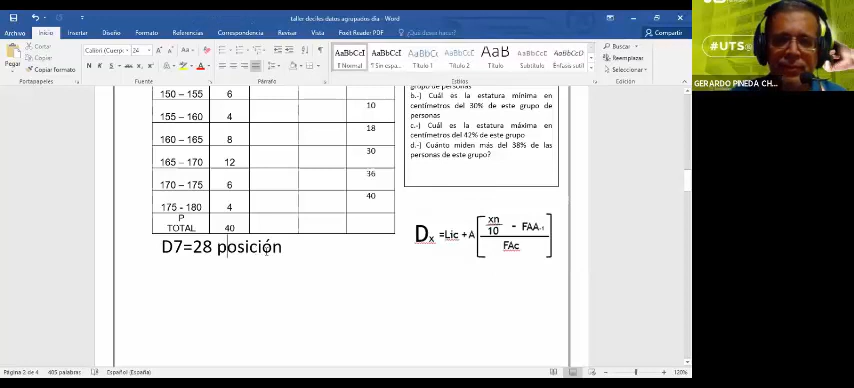 taller deciles datos agrupados dia - Word
Archivo Inicio Insertar Diseño Formato Referencias Correspondencia Revisar Vista Foxit Reader PDF ¿Qué desea hacer? Compartir
Pegar
Cortar
Copiar
Copiar formato
Calibri (Cuerpo) 24
AaBbCcI AaBbCcI AaBbCc AaBbCcE AaB AaBbCcE AaBbCcD
¶ Normal ¶ Sin espa... Título 1 Título 2 Título Subtítulo Énfasis sutil
Buscar
Reemplazar
Seleccionar
Portapapeles Fuente Párrafo Estilos Edición
#UTS
GERARDO PINEDA CH...
150 – 155 6
10
155 – 160 4
18
160 – 165 8
30
165 – 170 12
36
170 – 175 6
40
175 - 180 4
P
TOTAL 40
grupo de personas
b.-) Cuál es la estatura mínima en
centímetros del 30% de este grupo de
personas
c.-) Cuál es la estatura máxima en
centímetros del 42% de este grupo
d.-) Cuánto miden más del 38% de las
personas de este grupo?
D7=28 posición
Dx =Lic + A [ xn/10 - FAA-1 / FAc ]
Página 2 de 4 405 palabras Español (España) 120%